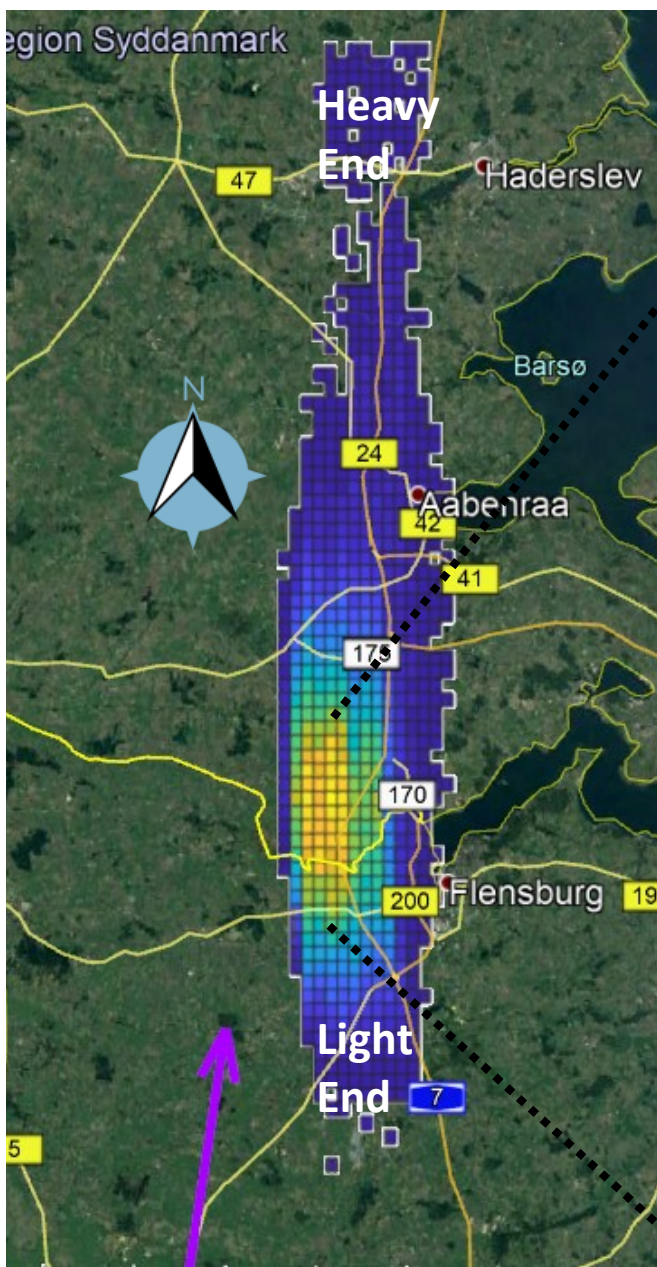 egion Syddanmark
Heavy
End
47
Haderslev
Barsø
N
24
Aabenraa
42
41
170
Flensburg
200
19
Light
End
7
5